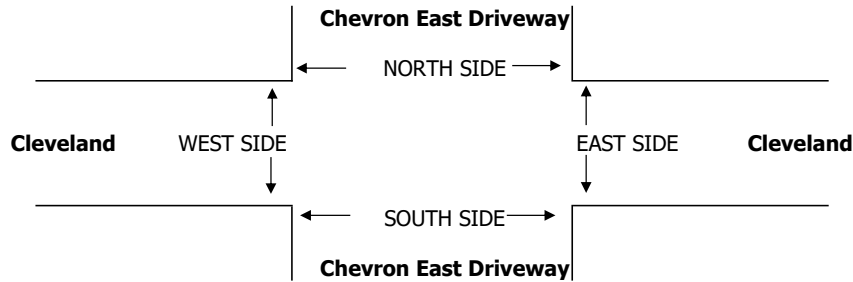 Chevron East Driveway
NORTH SIDE
Cleveland WEST SIDE EAST SIDE Cleveland
SOUTH SIDE
Chevron East Driveway